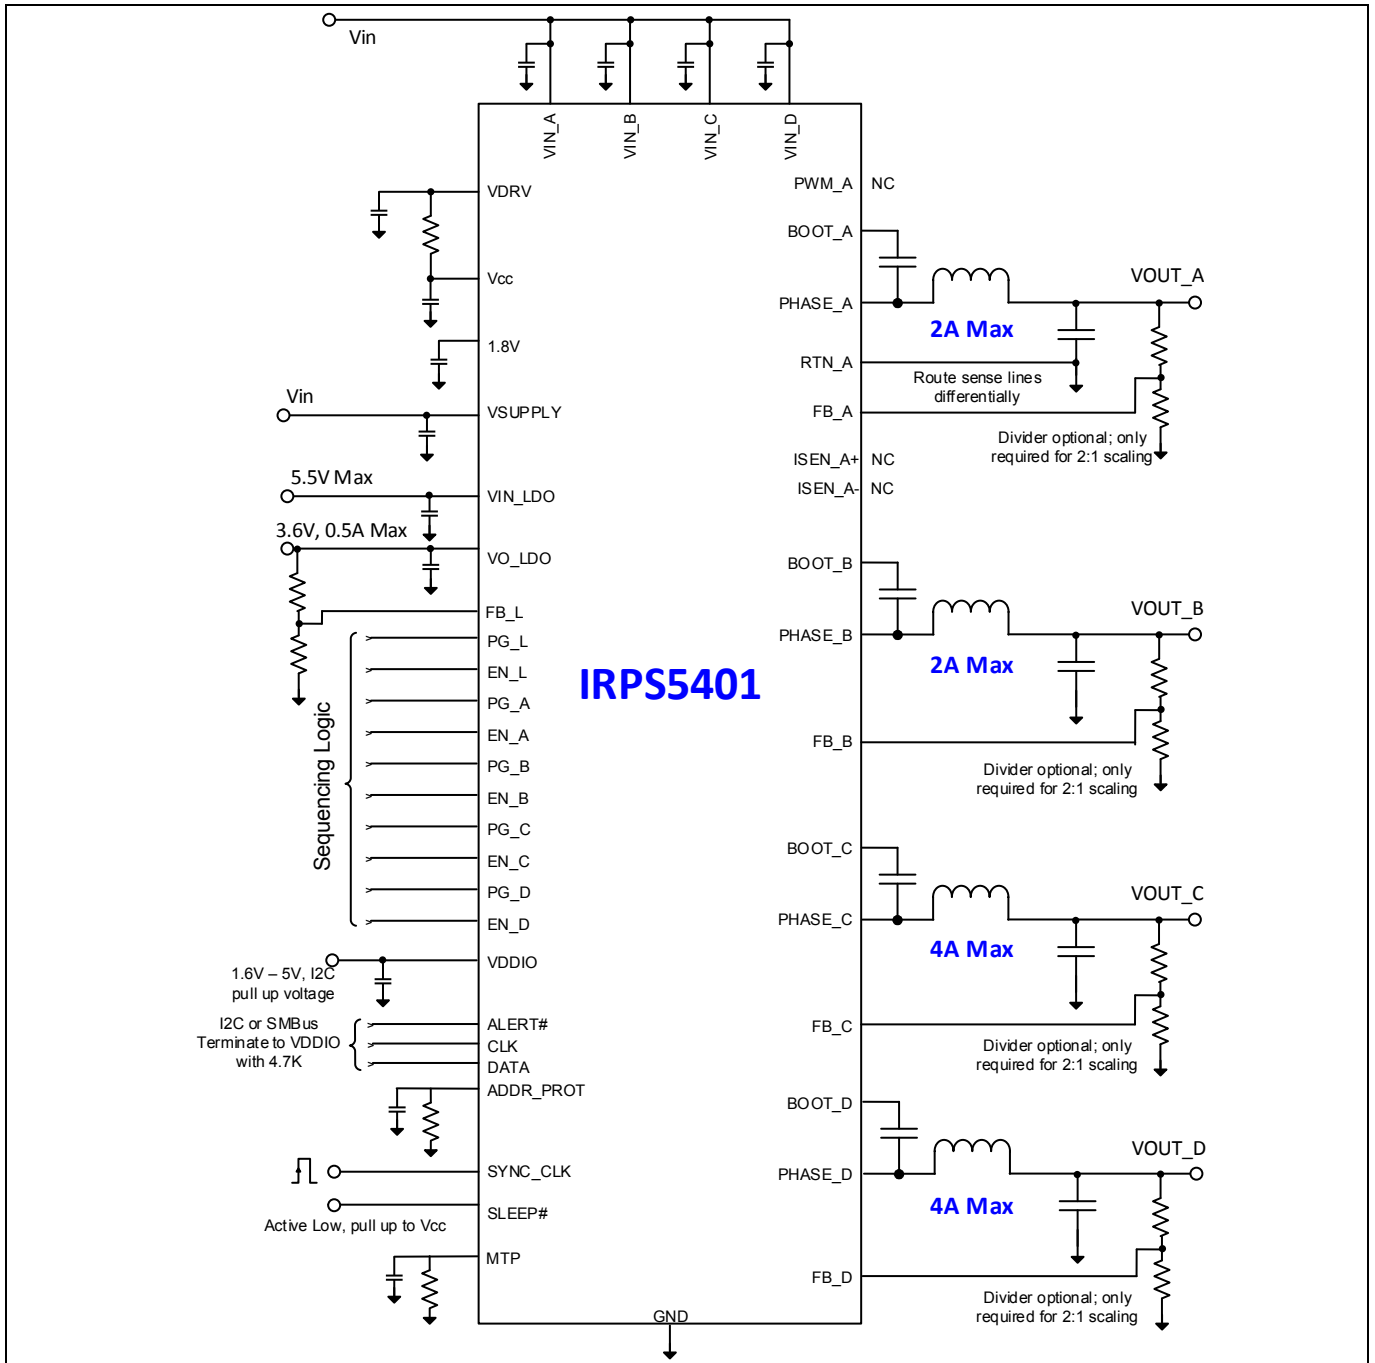 Vin
VIN_A
VIN_B
VIN_C
VIN_D
VDRV
Vcc
1.8V
Vin
VSUPPLY
5.5V Max
VIN_LDO
3.6V, 0.5A Max
VO_LDO
FB_L
Sequencing Logic
PG_L
EN_L
PG_A
EN_A
PG_B
EN_B
PG_C
EN_C
PG_D
EN_D
VDDIO
1.6V – 5V, I2C
pull up voltage
I2C or SMBus
Terminate to VDDIO
with 4.7K
ALERT#
CLK
DATA
ADDR_PROT
SYNC_CLK
SLEEP#
Active Low, pull up to Vcc
MTP
GND
IRPS5401
PWM_A NC
BOOT_A
PHASE_A
VOUT_A
2A Max
RTN_A
Route sense lines
differentially
FB_A
Divider optional; only
required for 2:1 scaling
ISEN_A+ NC
ISEN_A- NC
BOOT_B
VOUT_B
PHASE_B
2A Max
FB_B
Divider optional; only
required for 2:1 scaling
BOOT_C
VOUT_C
PHASE_C
4A Max
FB_C
Divider optional; only
required for 2:1 scaling
BOOT_D
VOUT_D
PHASE_D
4A Max
FB_D
Divider optional; only
required for 2:1 scaling